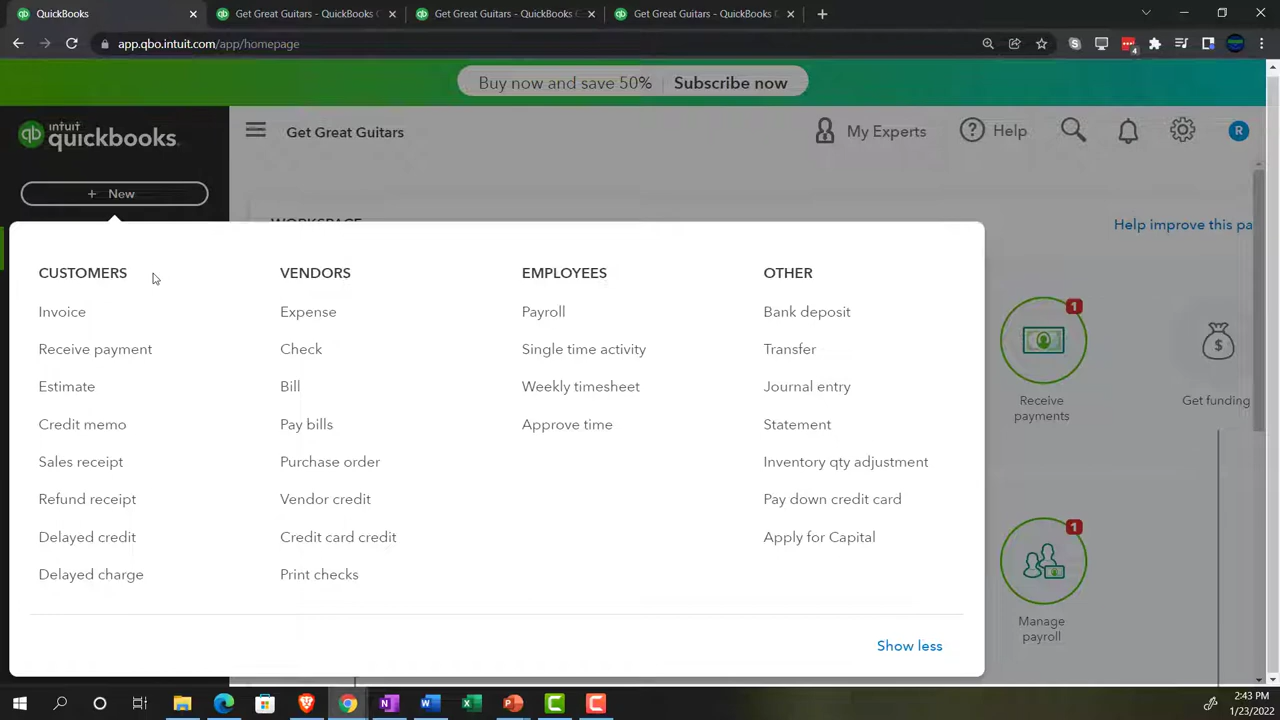 QuickBooks
Get Great Guitars - QuickBooks
Get Great Guitars - QuickBooks
Get Great Guitars - QuickBooks
app.qbo.intuit.com/app/homepage
4
Buy now and save 50% Subscribe now
intuit
quickbooks
Get Great Guitars
My Experts
Help
R
+ New
WORKSPACE
Help improve this pa
CUSTOMERS
Invoice
Receive payment
Estimate
Credit memo
Sales receipt
Refund receipt
Delayed credit
Delayed charge
VENDORS
Expense
Check
Bill
Pay bills
Purchase order
Vendor credit
Credit card credit
Print checks
EMPLOYEES
Payroll
Single time activity
Weekly timesheet
Approve time
OTHER
Bank deposit
Transfer
Journal entry
Statement
Inventory qty adjustment
Pay down credit card
Apply for Capital
Show less
1
Receive
payments
Get funding
1
Manage
payroll
2:43 PM
1/23/2022